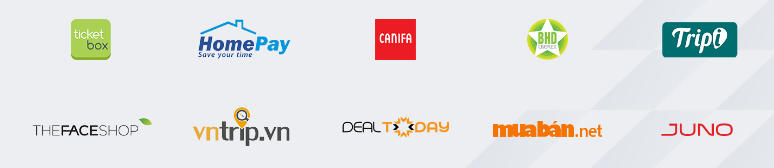 ticket
box
HomePay
Save your time
CANIFA
BHD
CINEPLEX
Tripi
THEFACESHOP
vntrip.vn
DEALTODAY
muabán.net
JUNO